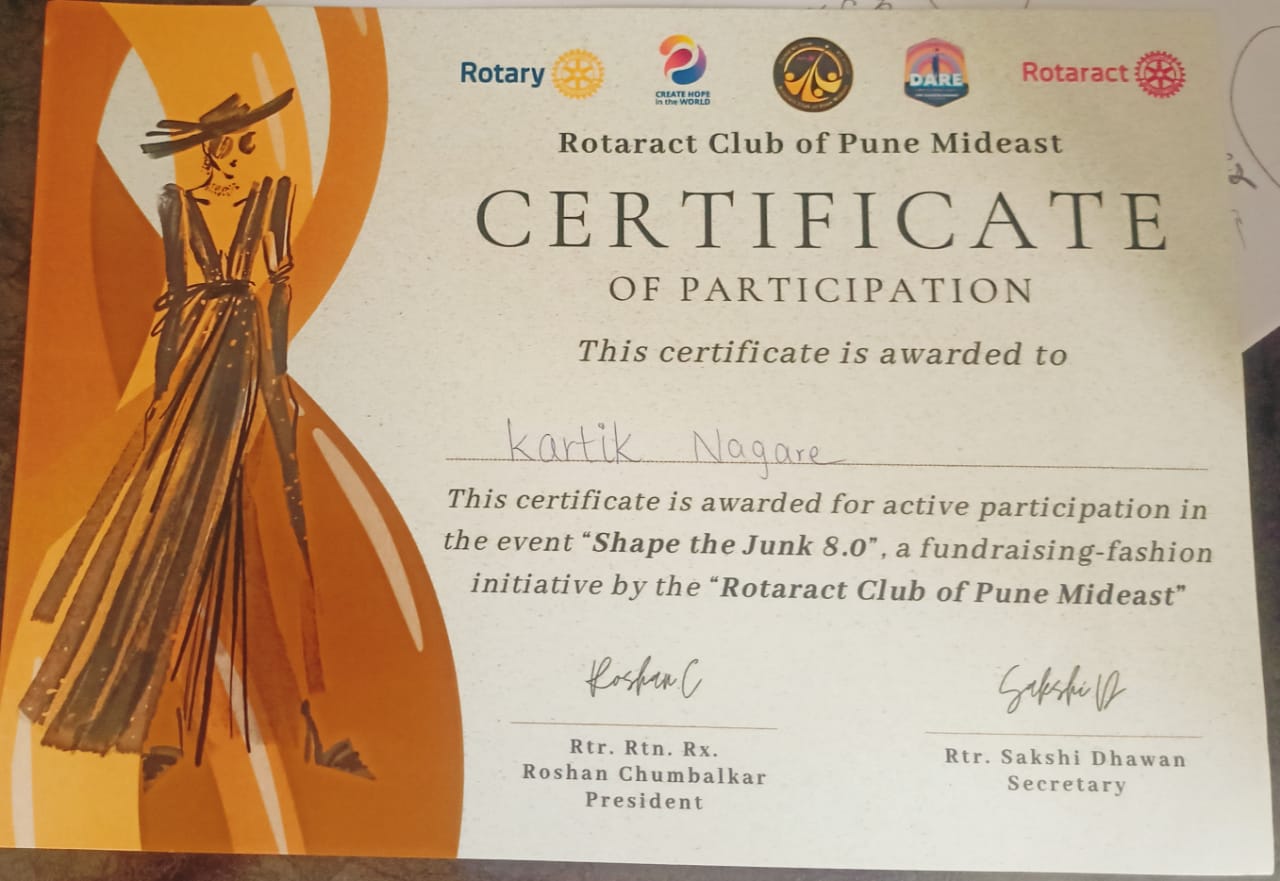 Rotary
CREATE HOPE
in the WORLD
DARE
Rotaract
Rotaract Club of Pune Mideast
CERTIFICATE
OF PARTICIPATION
This certificate is awarded to
Kartik Nagare
This certificate is awarded for active participation in
the event “Shape the Junk 8.0”, a fundraising-fashion
initiative by the “Rotaract Club of Pune Mideast”
Roshan C
Sakshi D
Rtr. Rtn. Rx.
Roshan Chumbalkar
President
Rtr. Sakshi Dhawan
Secretary